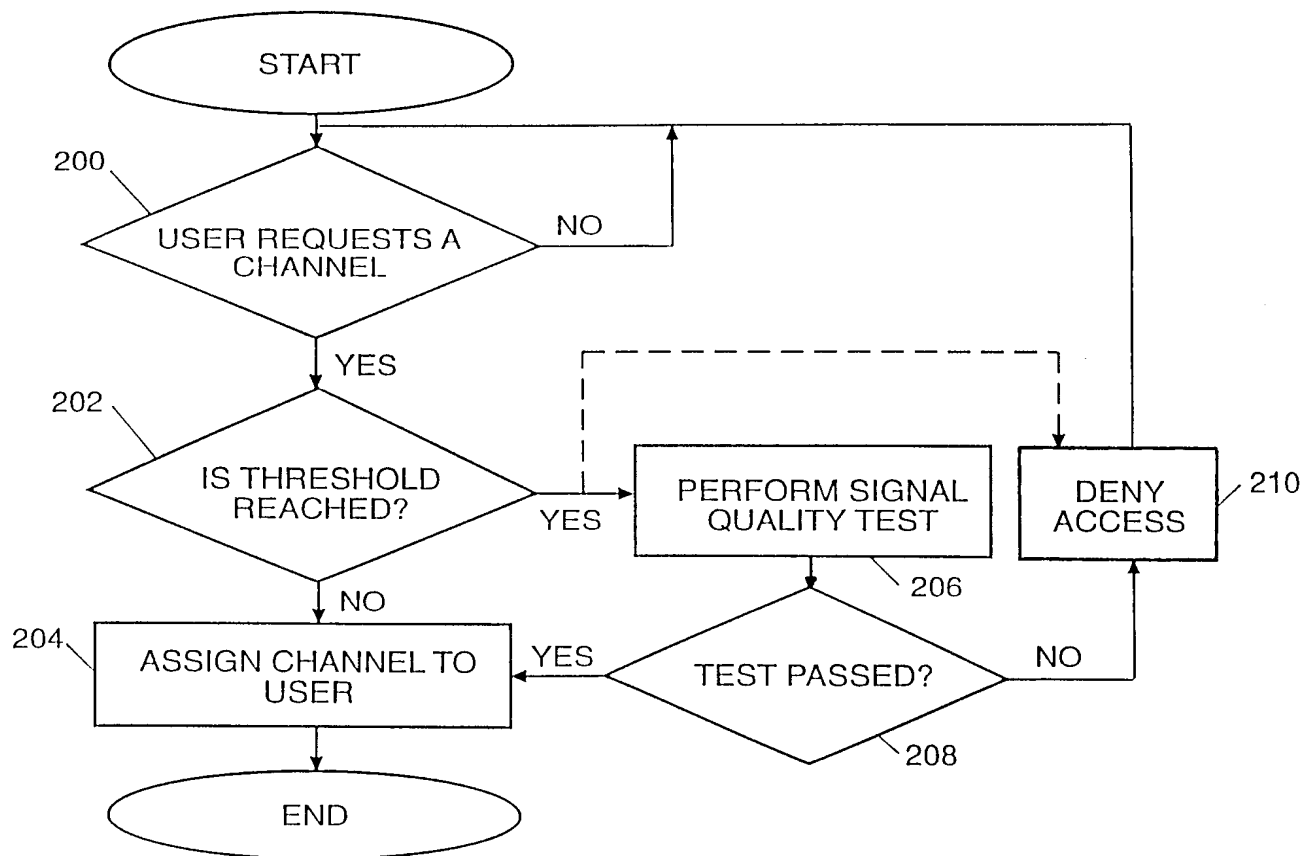 START
200
USER REQUESTS A
CHANNEL
NO
YES
202
IS THRESHOLD
REACHED?
YES
PERFORM SIGNAL
QUALITY TEST
DENY
ACCESS
210
206
NO
204
ASSIGN CHANNEL TO
USER
YES
TEST PASSED?
NO
208
END